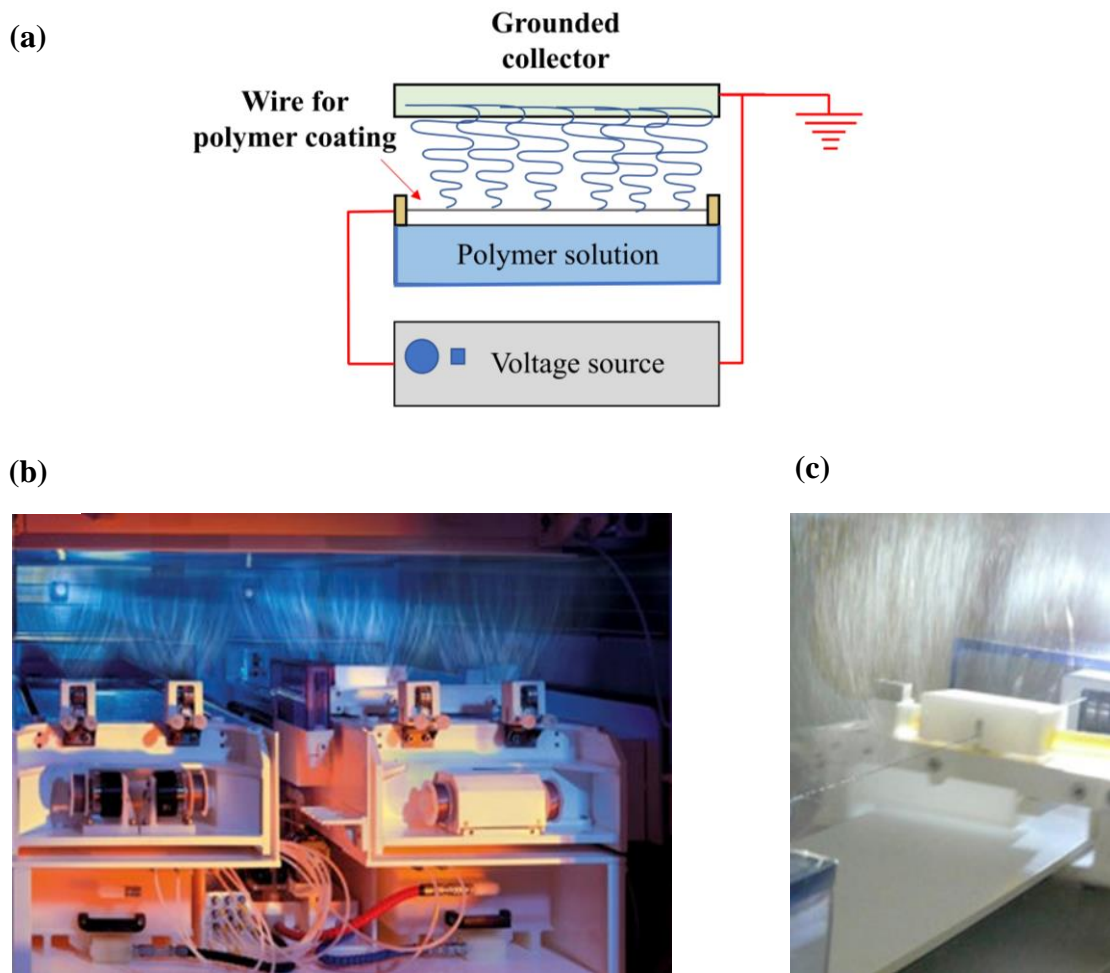 (a)
Grounded
collector
Wire for
polymer coating
Polymer solution
Voltage source
(b)
(c)